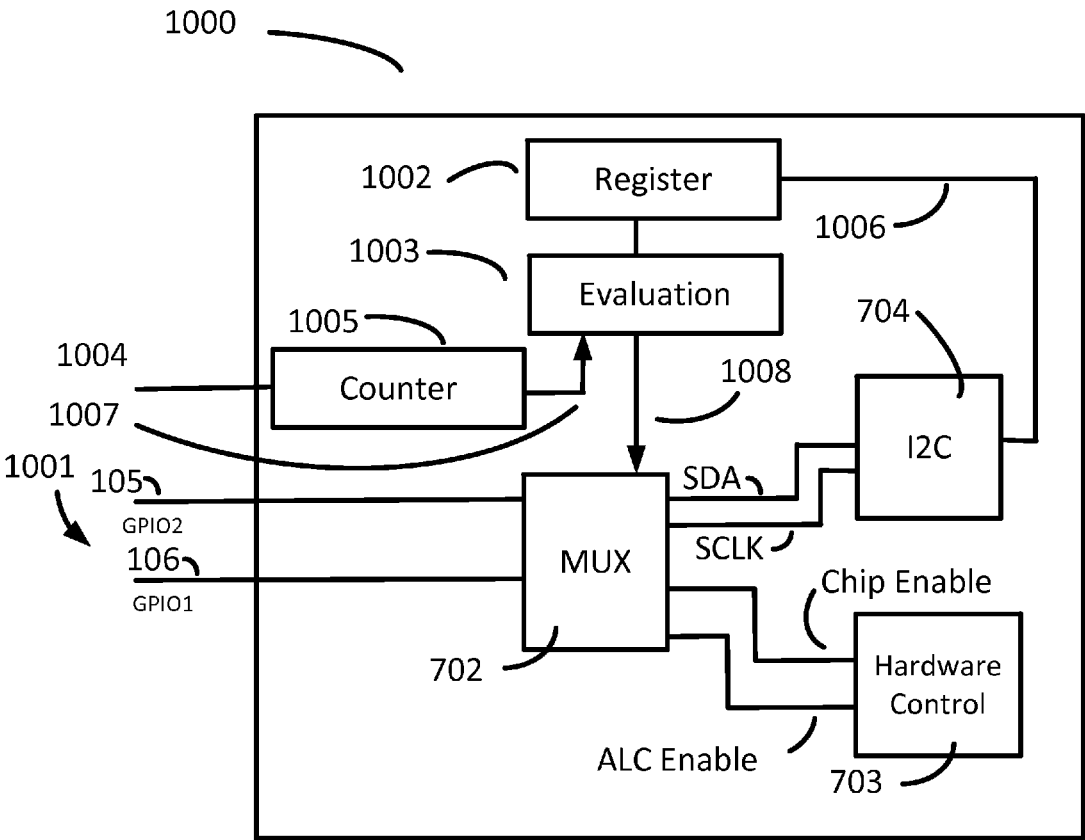 1000
1002
Register
1006
1003
Evaluation
704
1005
1004
Counter
1008
1007
I2C
1001
105
SDA
GPIO2
SCLK
106
MUX
Chip Enable
GPIO1
702
Hardware
Control
ALC Enable
703